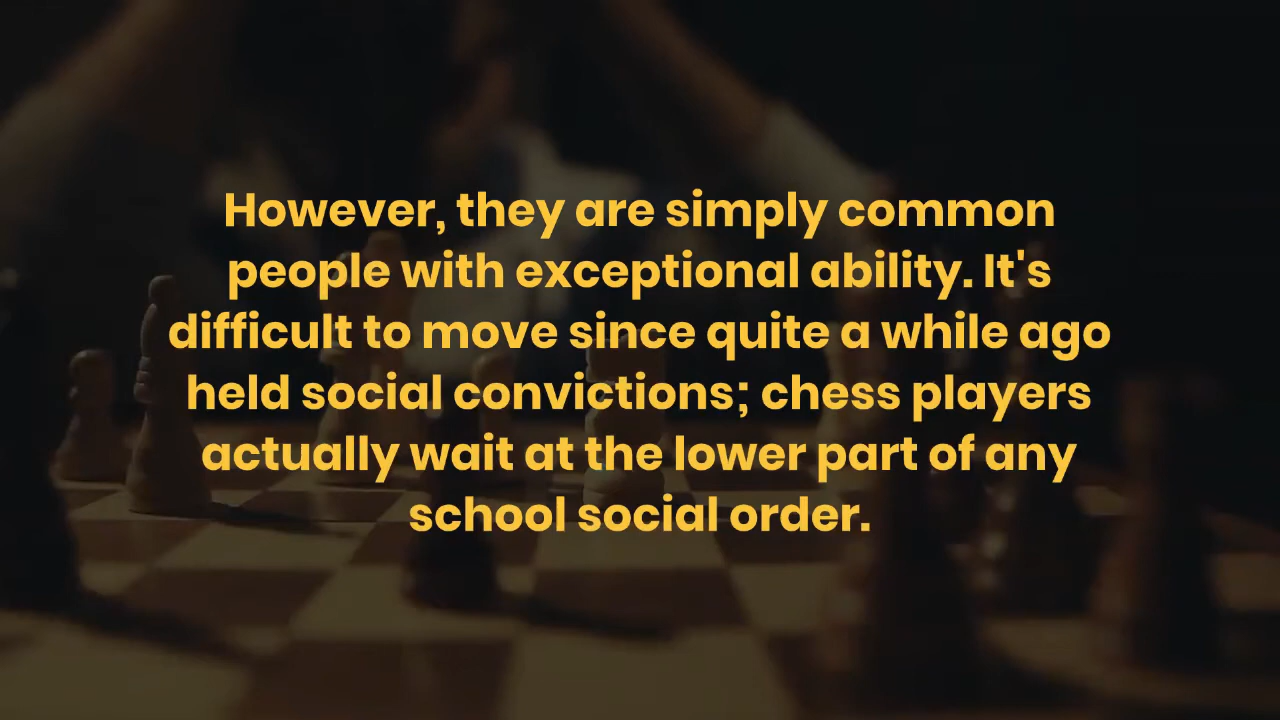 However, they are simply common
people with exceptional ability. It's
difficult to move since quite a while ago
held social convictions; chess players
actually wait at the lower part of any
school social order.